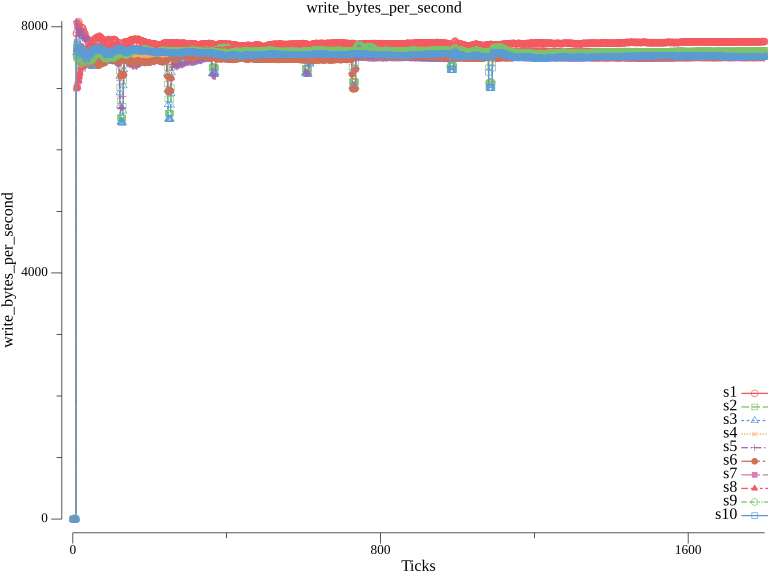 write_bytes_per_second
8000
4000
0
write_bytes_per_second
0
800
1600
Ticks
s1
s2
s3
s4
s5
s6
s7
s8
s9
s10